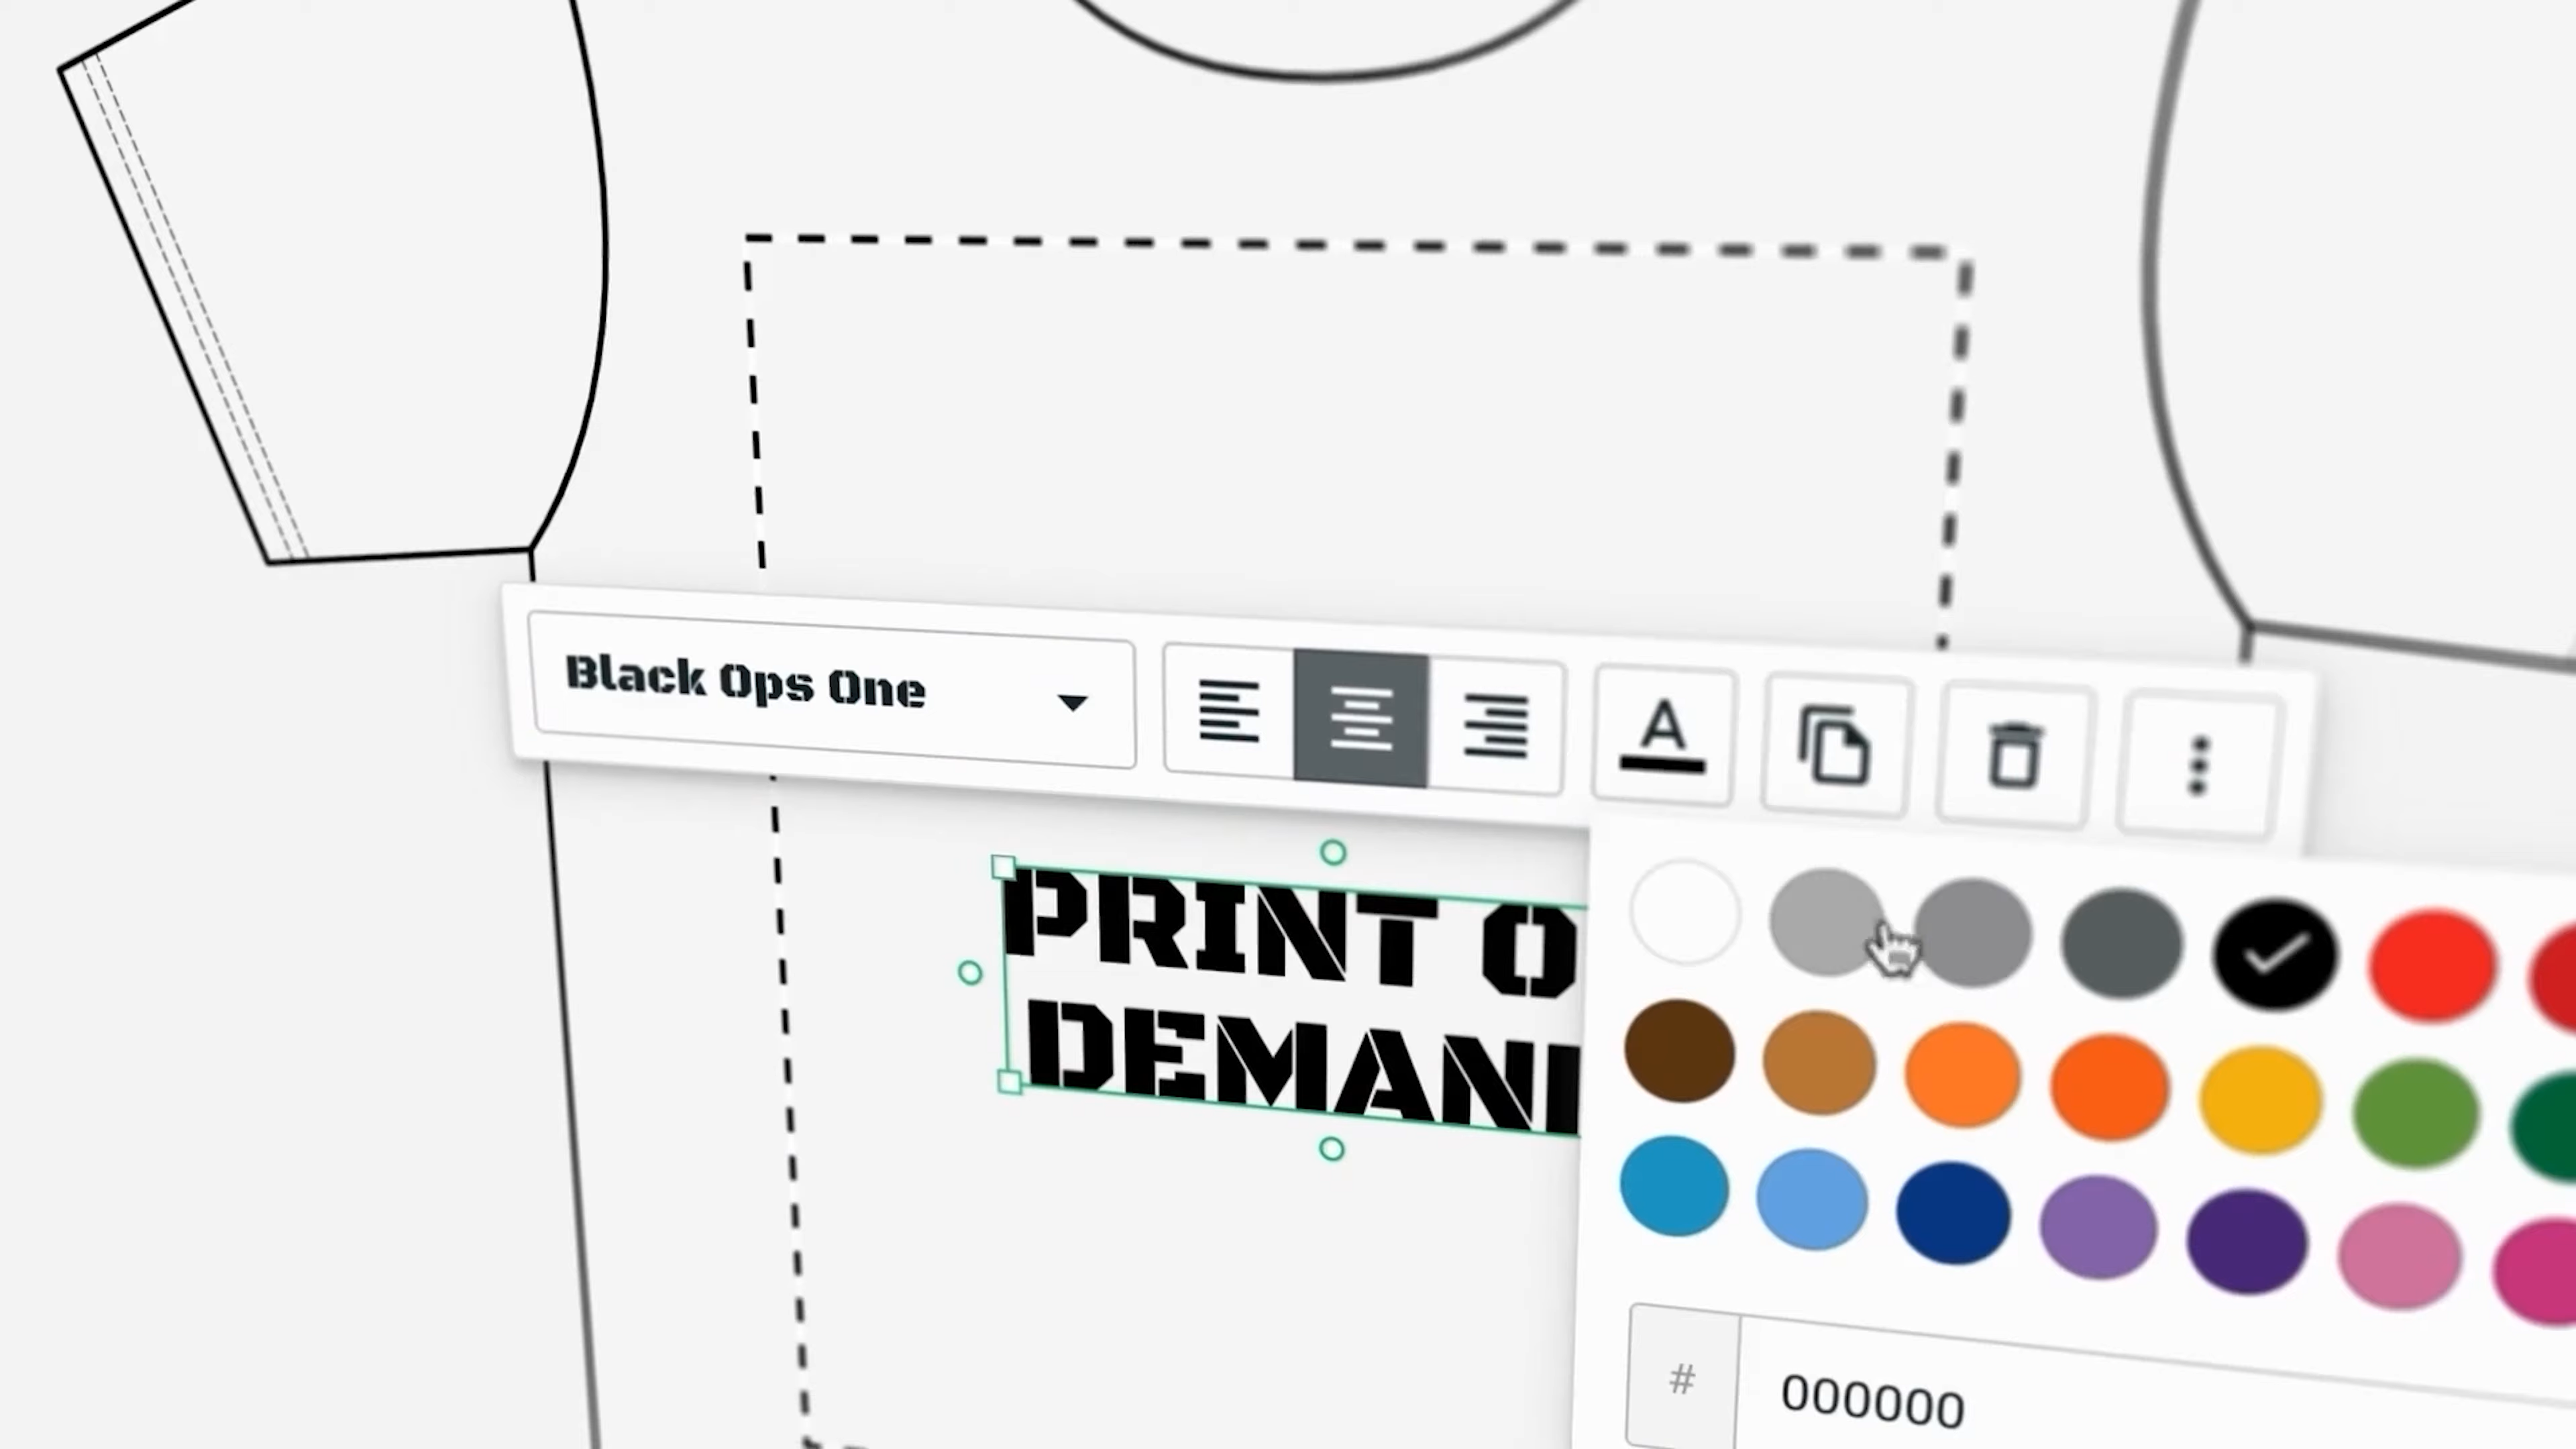 Black Ops One
A
PRINT O
DEMAN
#
000000